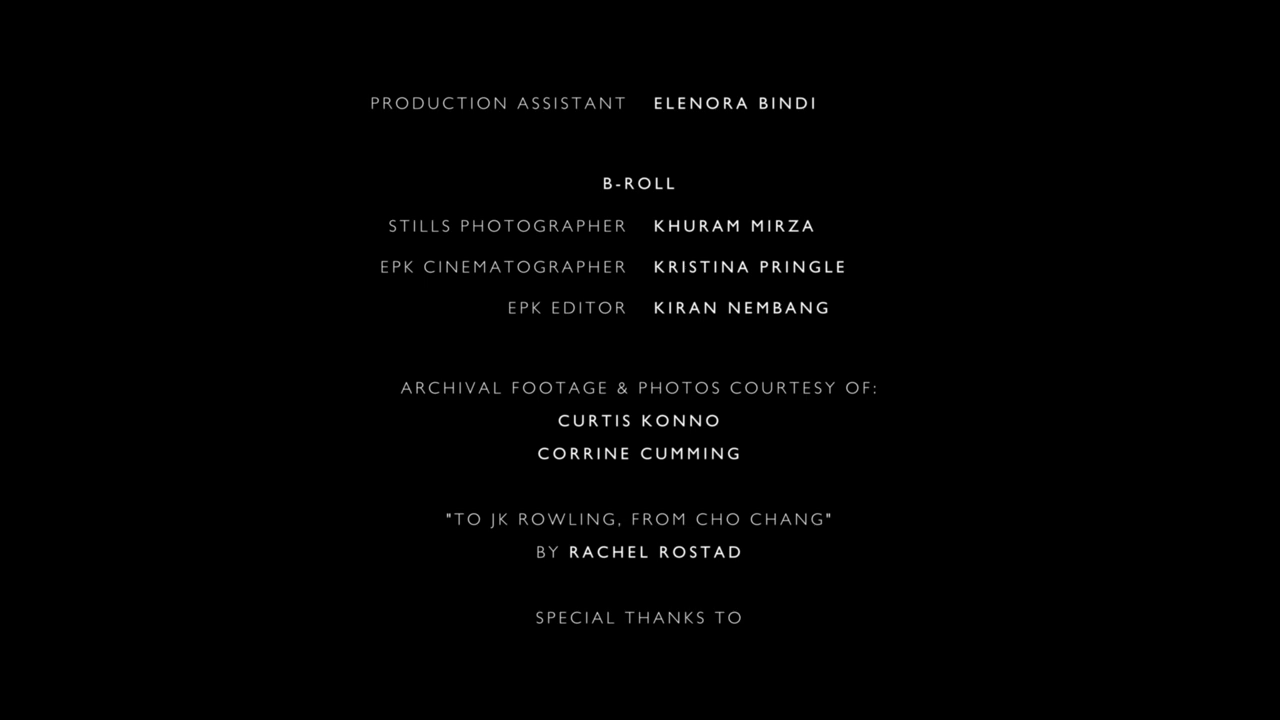 PRODUCTION ASSISTANT ELENORA BINDI
B-ROLL
STILLS PHOTOGRAPHER KHURAM MIRZA
EPK CINEMATOGRAPHER KRISTINA PRINGLE
EPK EDITOR KIRAN NEMBANG
ARCHIVAL FOOTAGE & PHOTOS COURTESY OF:
CURTIS KONNO
CORRINE CUMMING
"TO JK ROWLING, FROM CHO CHANG"
BY RACHEL ROSTAD
SPECIAL THANKS TO